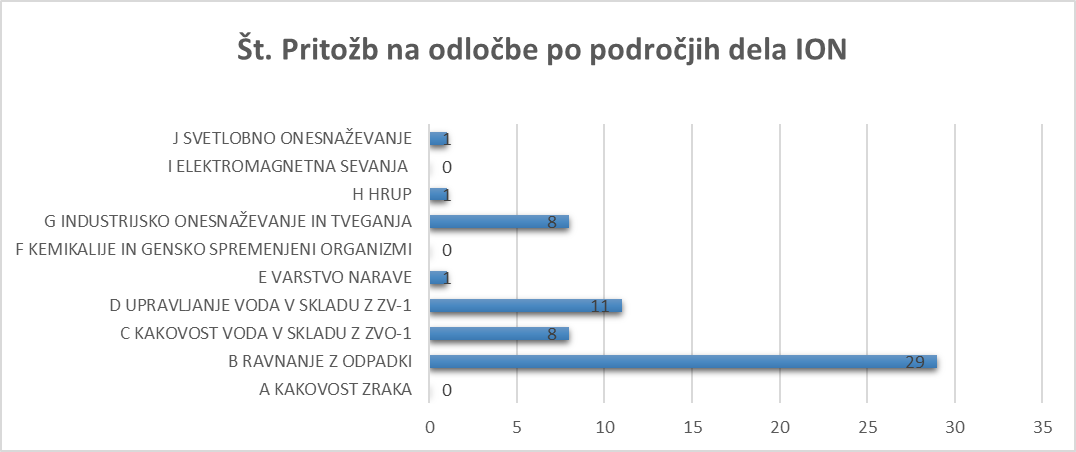 Št. Pritožb na odločbe po področjih dela ION
J SVETLOBNO ONESNAŽEVANJE 1
I ELEKTROMAGNETNA SEVANJA 0
H HRUP 1
G INDUSTRIJSKO ONESNAŽEVANJE IN TVEGANJA 8
F KEMIKALIJE IN GENSKO SPREMENJENI ORGANIZMI 0
E VARSTVO NARAVE 1
D UPRAVLJANJE VODA V SKLADU Z ZV-1 11
C KAKOVOST VODA V SKLADU Z ZVO-1 8
B RAVNANJE Z ODPADKI 29
A KAKOVOST ZRAKA 0
0 5 10 15 20 25 30 35